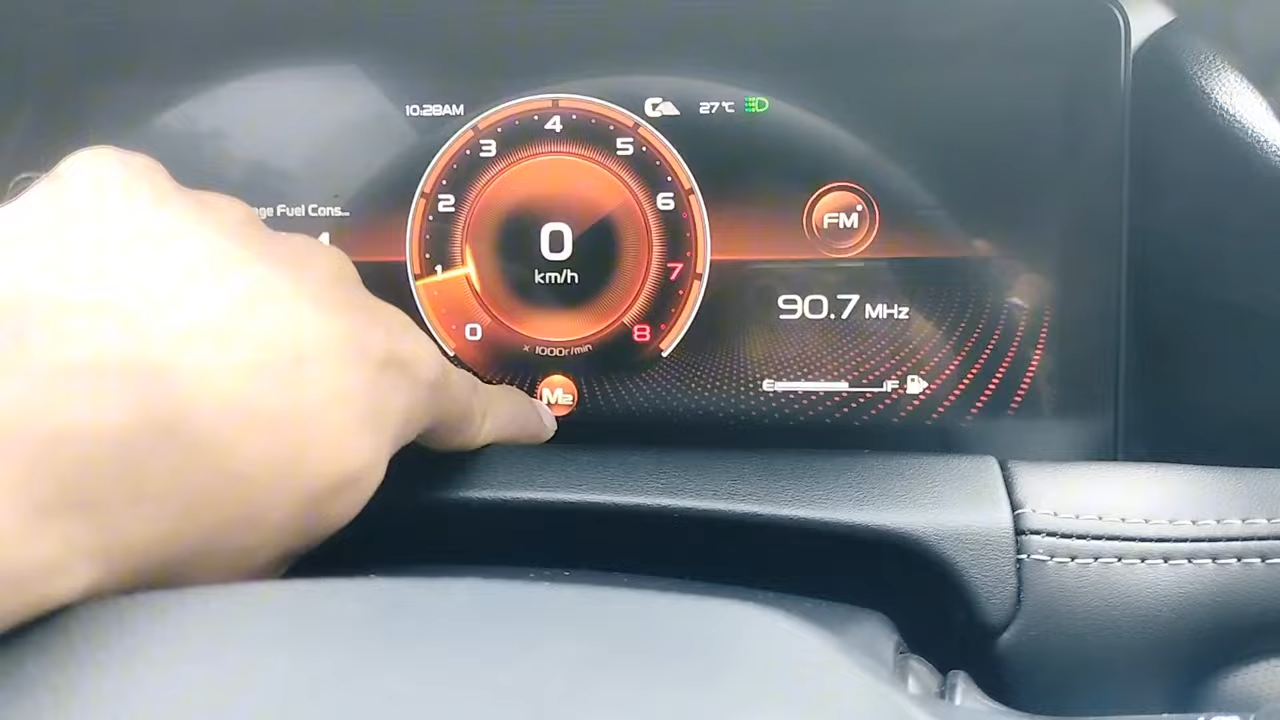 10:28AM
27°C
age Fuel Cons...
0
1
2
3
4
5
6
7
8
0
km/h
x 1000r/min
M2
FM
90.7 MHz
E
F